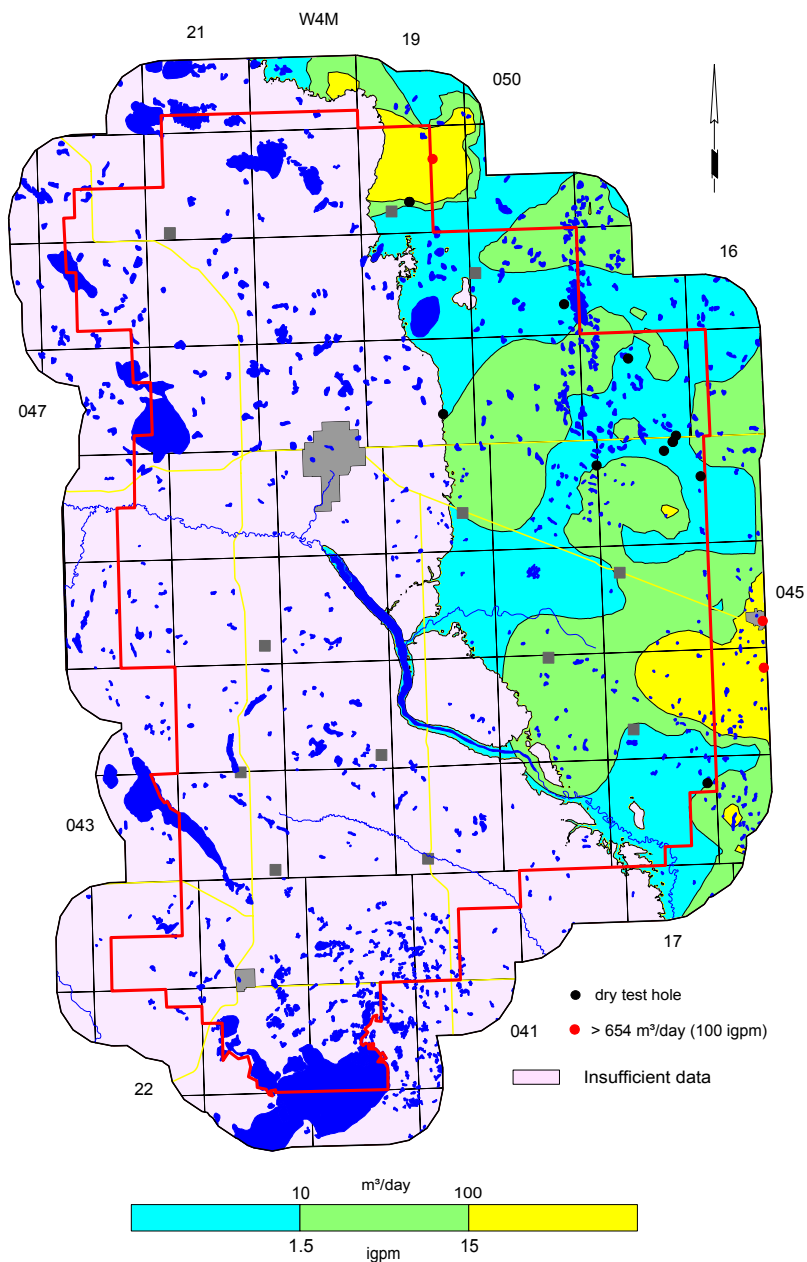 W4M
21
19
050
16
047
045
043
17
dry test hole
041
> 654 m³/day (100 igpm)
Insufficient data
22
m³/day
10
100
1.5
igpm
15